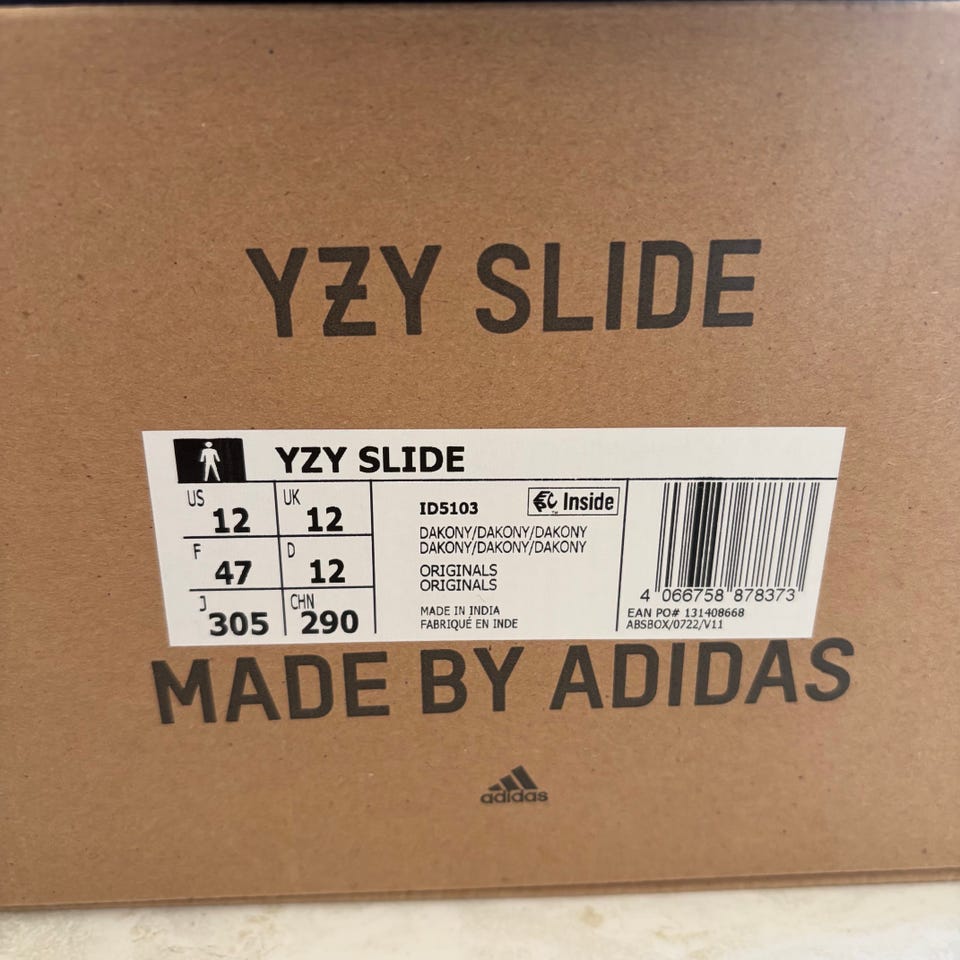 YZY SLIDE
YZY SLIDE
US 12 UK 12
F 47 D 12
J 305 CHN 290
ID5103 Inside
DAKONY/DAKONY/DAKONY
DAKONY/DAKONY/DAKONY
ORIGINALS
ORIGINALS
MADE IN INDIA
FABRIQUÉ EN INDE
4 066758 878373
EAN PO# 131408668
ABSBOX/0722/V11
MADE BY ADIDAS
adidas